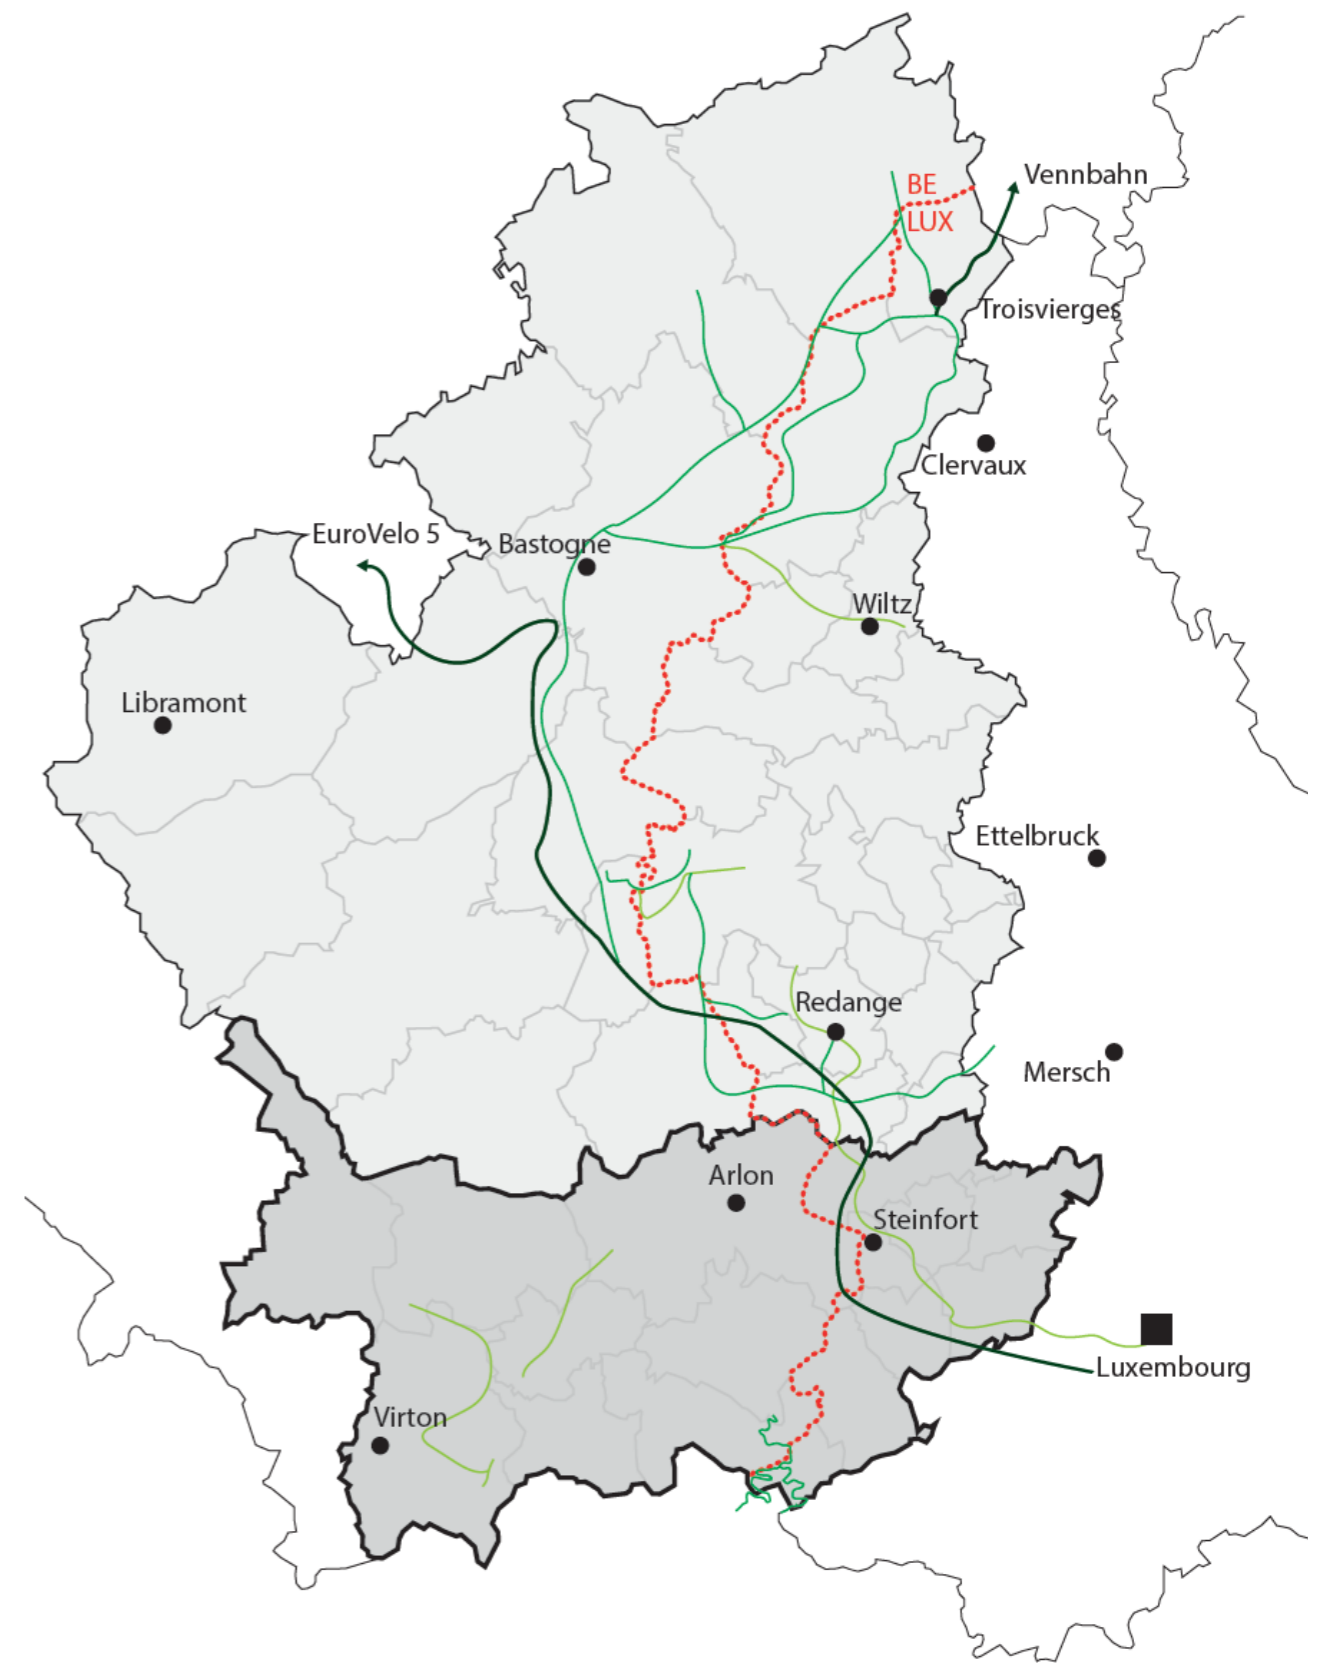 Vennbahn
BE
LUX
Troisvierges
Clervaux
EuroVelo 5
Bastogne
Wiltz
Libramont
Ettelbruck
Redange
Mersch
Arlon
Steinfort
Luxembourg
Virton